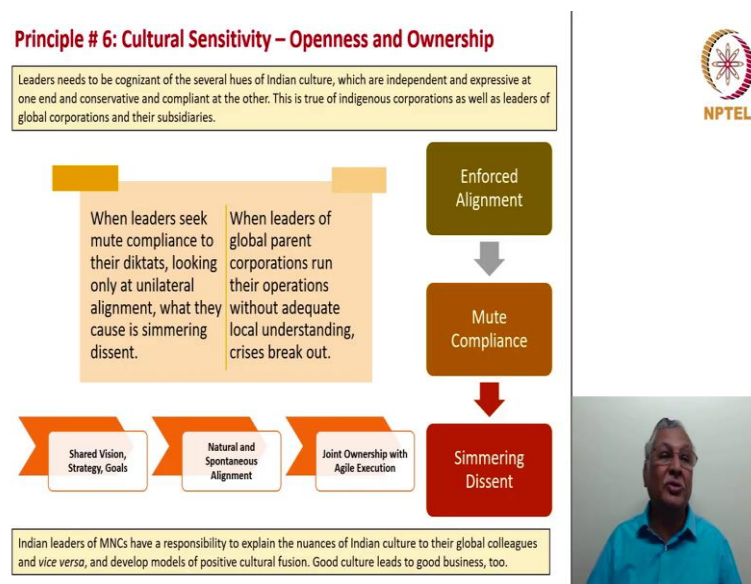 Principle # 6: Cultural Sensitivity – Openness and Ownership
NPTEL
Leaders needs to be cognizant of the several hues of Indian culture, which are independent and expressive at
one end and conservative and compliant at the other. This is true of indigenous corporations as well as leaders of
global corporations and their subsidiaries.
When leaders seek
mute compliance to
their diktats, looking
only at unilateral
alignment, what they
cause is simmering
dissent.
When leaders of
global parent
corporations run
their operations
without adequate
local understanding,
crises break out.
Enforced
Alignment
Mute
Compliance
Simmering
Dissent
Shared Vision,
Strategy, Goals
Natural and
Spontaneous
Alignment
Joint Ownership with
Agile Execution
Indian leaders of MNCs have a responsibility to explain the nuances of Indian culture to their global colleagues
and vice versa, and develop models of positive cultural fusion. Good culture leads to good business, too.